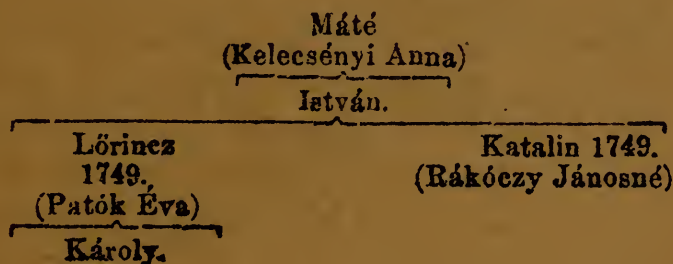 Máté
(Kelecsényi Anna)
István.
Lőrincz
1749.
(Patók Éva)
Károly.
Katalin 1749.
(Rákóczy Jánosné)